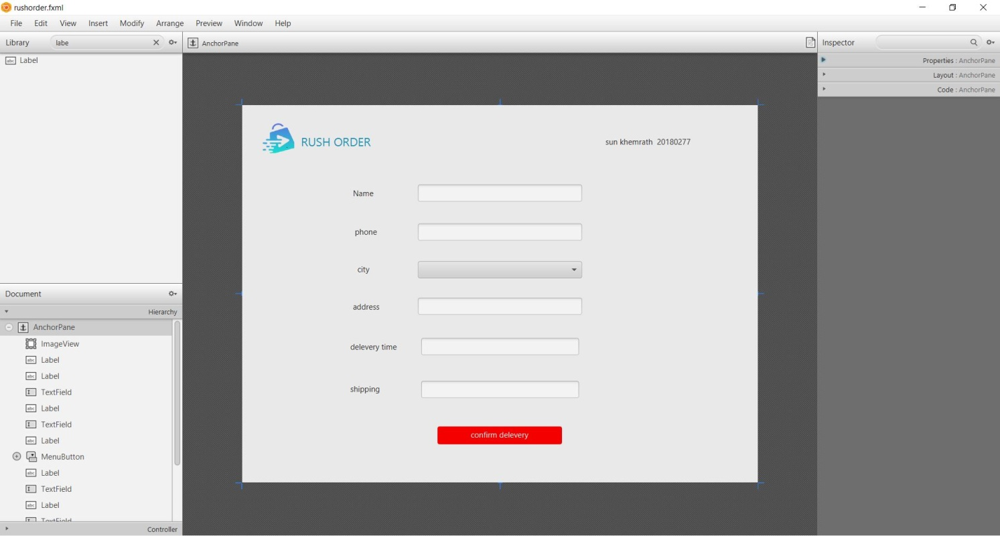 rushorder.fxml
File Edit View Insert Modify Arrange Preview Window Help
Library labe
AnchorPane
Inspector
Label
Properties : AnchorPane
Layout : AnchorPane
Code : AnchorPane
RUSH ORDER
sun khemrath 20180277
Name
phone
city
address
delevery time
shipping
confirm delevery
Document
Hierarchy
AnchorPane
ImageView
Label
Label
TextField
Label
TextField
Label
MenuButton
Label
TextField
Label
TextField
Controller